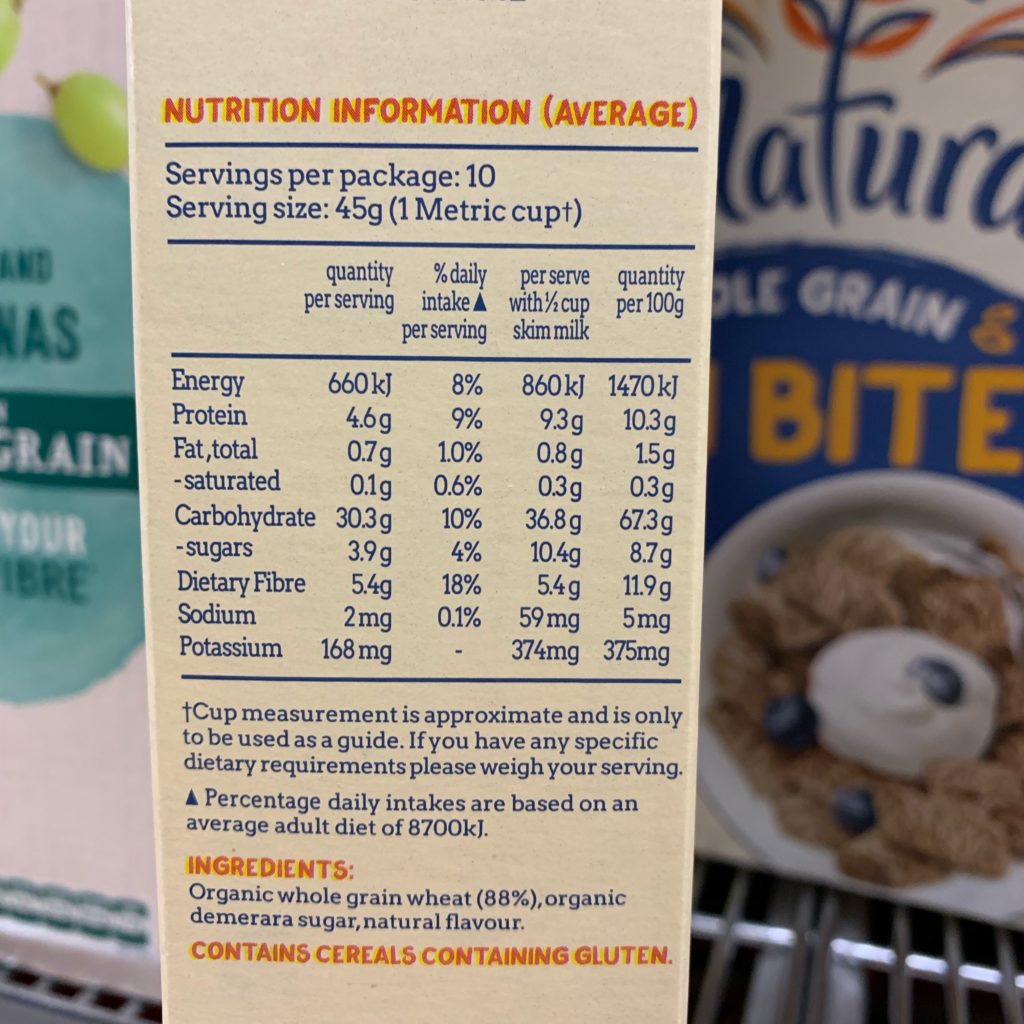 NUTRITION INFORMATION (AVERAGE)
Servings per package: 10
Serving size: 45g (1 Metric cup†)
quantity per serving % daily intake▲ per serving per serve with ½ cup skim milk quantity per 100g
Energy 660kJ 8% 860kJ 1470kJ
Protein 4.6g 9% 9.3g 10.3g
Fat,total 0.7g 1.0% 0.8g 1.5g
-saturated 0.1g 0.6% 0.3g 0.3g
Carbohydrate 30.3g 10% 36.8g 67.3g
-sugars 3.9g 4% 10.4g 8.7g
Dietary Fibre 5.4g 18% 5.4g 11.9g
Sodium 2mg 0.1% 59mg 5mg
Potassium 168mg - 374mg 375mg
†Cup measurement is approximate and is only
to be used as a guide. If you have any specific
dietary requirements please weigh your serving.
▲ Percentage daily intakes are based on an
average adult diet of 8700kJ.
INGREDIENTS:
Organic whole grain wheat (88%), organic
demerara sugar, natural flavour.
CONTAINS CEREALS CONTAINING GLUTEN.
AND
NAS
GRAIN
YOUR
FIBRE
Natura
OLE GRAIN &
BITE